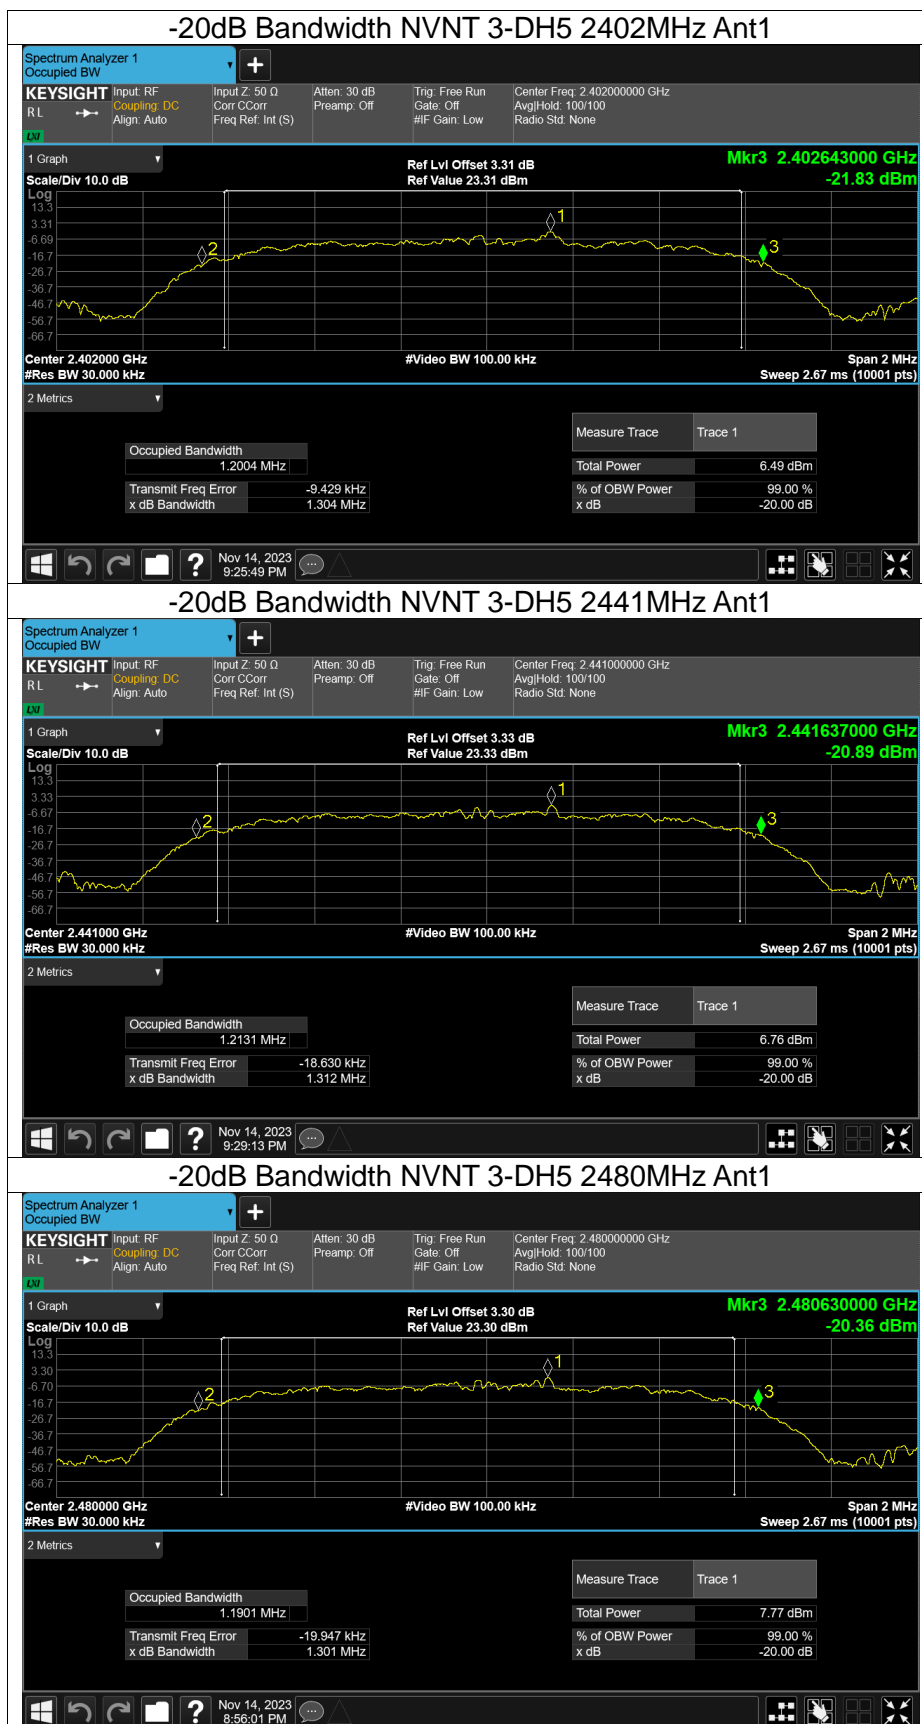 -20dB Bandwidth NVNT 3-DH5 2402MHz Ant1
Spectrum Analyzer 1
Occupied BW
KEYSIGHT Input: RF Input Z: 50 Ω Atten: 30 dB Trig: Free Run Center Freq: 2.402000000 GHz
R L Coupling: DC Corr CCorr Preamp: Off Gate: Off Avg|Hold: 100/100
Align: Auto Freq Ref: Int (S) #IF Gain: Low Radio Std: None
LXI
1 Graph
Ref Lvl Offset 3.31 dB Mkr3 2.402643000 GHz
Scale/Div 10.0 dB Ref Value 23.31 dBm -21.83 dBm
Log
13.3
3.31
-6.69
-16.7
-26.7
-36.7
-46.7
-56.7
-66.7
1
2
3
Center 2.402000 GHz #Video BW 100.00 kHz Span 2 MHz
#Res BW 30.000 kHz Sweep 2.67 ms (10001 pts)
2 Metrics
Measure Trace Trace 1
Occupied Bandwidth
1.2004 MHz Total Power 6.49 dBm
Transmit Freq Error -9.429 kHz % of OBW Power 99.00 %
x dB Bandwidth 1.304 MHz x dB -20.00 dB
Nov 14, 2023
9:25:49 PM
-20dB Bandwidth NVNT 3-DH5 2441MHz Ant1
Spectrum Analyzer 1
Occupied BW
KEYSIGHT Input: RF Input Z: 50 Ω Atten: 30 dB Trig: Free Run Center Freq: 2.441000000 GHz
R L Coupling: DC Corr CCorr Preamp: Off Gate: Off Avg|Hold: 100/100
Align: Auto Freq Ref: Int (S) #IF Gain: Low Radio Std: None
LXI
1 Graph
Ref Lvl Offset 3.33 dB Mkr3 2.441637000 GHz
Scale/Div 10.0 dB Ref Value 23.33 dBm -20.89 dBm
Log
13.3
3.33
-6.67
-16.7
-26.7
-36.7
-46.7
-56.7
-66.7
1
2
3
Center 2.441000 GHz #Video BW 100.00 kHz Span 2 MHz
#Res BW 30.000 kHz Sweep 2.67 ms (10001 pts)
2 Metrics
Measure Trace Trace 1
Occupied Bandwidth
1.2131 MHz Total Power 6.76 dBm
Transmit Freq Error -18.630 kHz % of OBW Power 99.00 %
x dB Bandwidth 1.312 MHz x dB -20.00 dB
Nov 14, 2023
9:29:13 PM
-20dB Bandwidth NVNT 3-DH5 2480MHz Ant1
Spectrum Analyzer 1
Occupied BW
KEYSIGHT Input: RF Input Z: 50 Ω Atten: 30 dB Trig: Free Run Center Freq: 2.480000000 GHz
R L Coupling: DC Corr CCorr Preamp: Off Gate: Off Avg|Hold: 100/100
Align: Auto Freq Ref: Int (S) #IF Gain: Low Radio Std: None
LXI
1 Graph
Ref Lvl Offset 3.30 dB Mkr3 2.480630000 GHz
Scale/Div 10.0 dB Ref Value 23.30 dBm -20.36 dBm
Log
13.3
3.30
-6.70
-16.7
-26.7
-36.7
-46.7
-56.7
-66.7
1
2
3
Center 2.480000 GHz #Video BW 100.00 kHz Span 2 MHz
#Res BW 30.000 kHz Sweep 2.67 ms (10001 pts)
2 Metrics
Measure Trace Trace 1
Occupied Bandwidth
1.1901 MHz Total Power 7.77 dBm
Transmit Freq Error -19.947 kHz % of OBW Power 99.00 %
x dB Bandwidth 1.301 MHz x dB -20.00 dB
Nov 14, 2023
8:56:01 PM